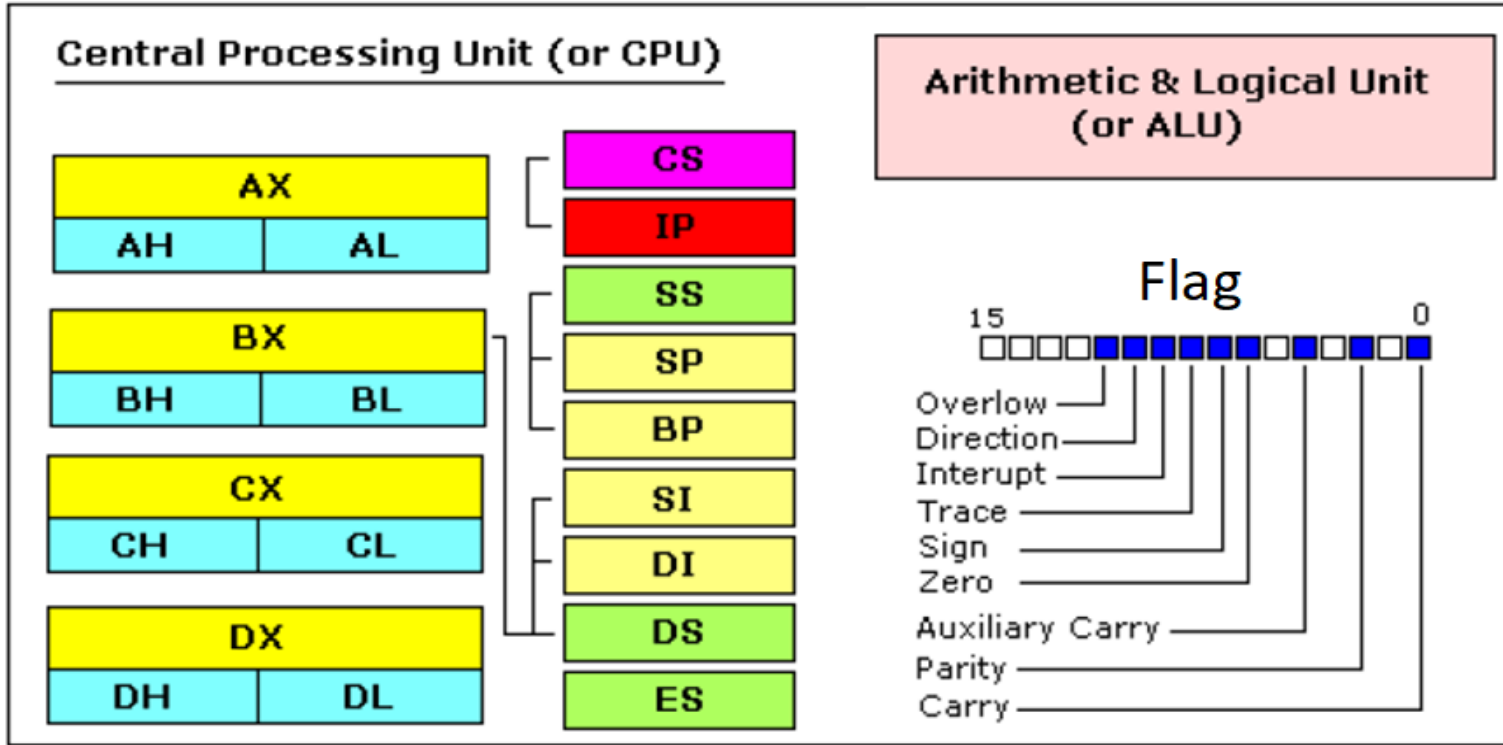 Central Processing Unit (or CPU)
Arithmetic & Logical Unit
(or ALU)
AX
AH AL
BX
BH BL
CX
CH CL
DX
DH DL
CS
IP
SS
SP
BP
SI
DI
DS
ES
Flag
15 0
Overlow
Direction
Interupt
Trace
Sign
Zero
Auxiliary Carry
Parity
Carry